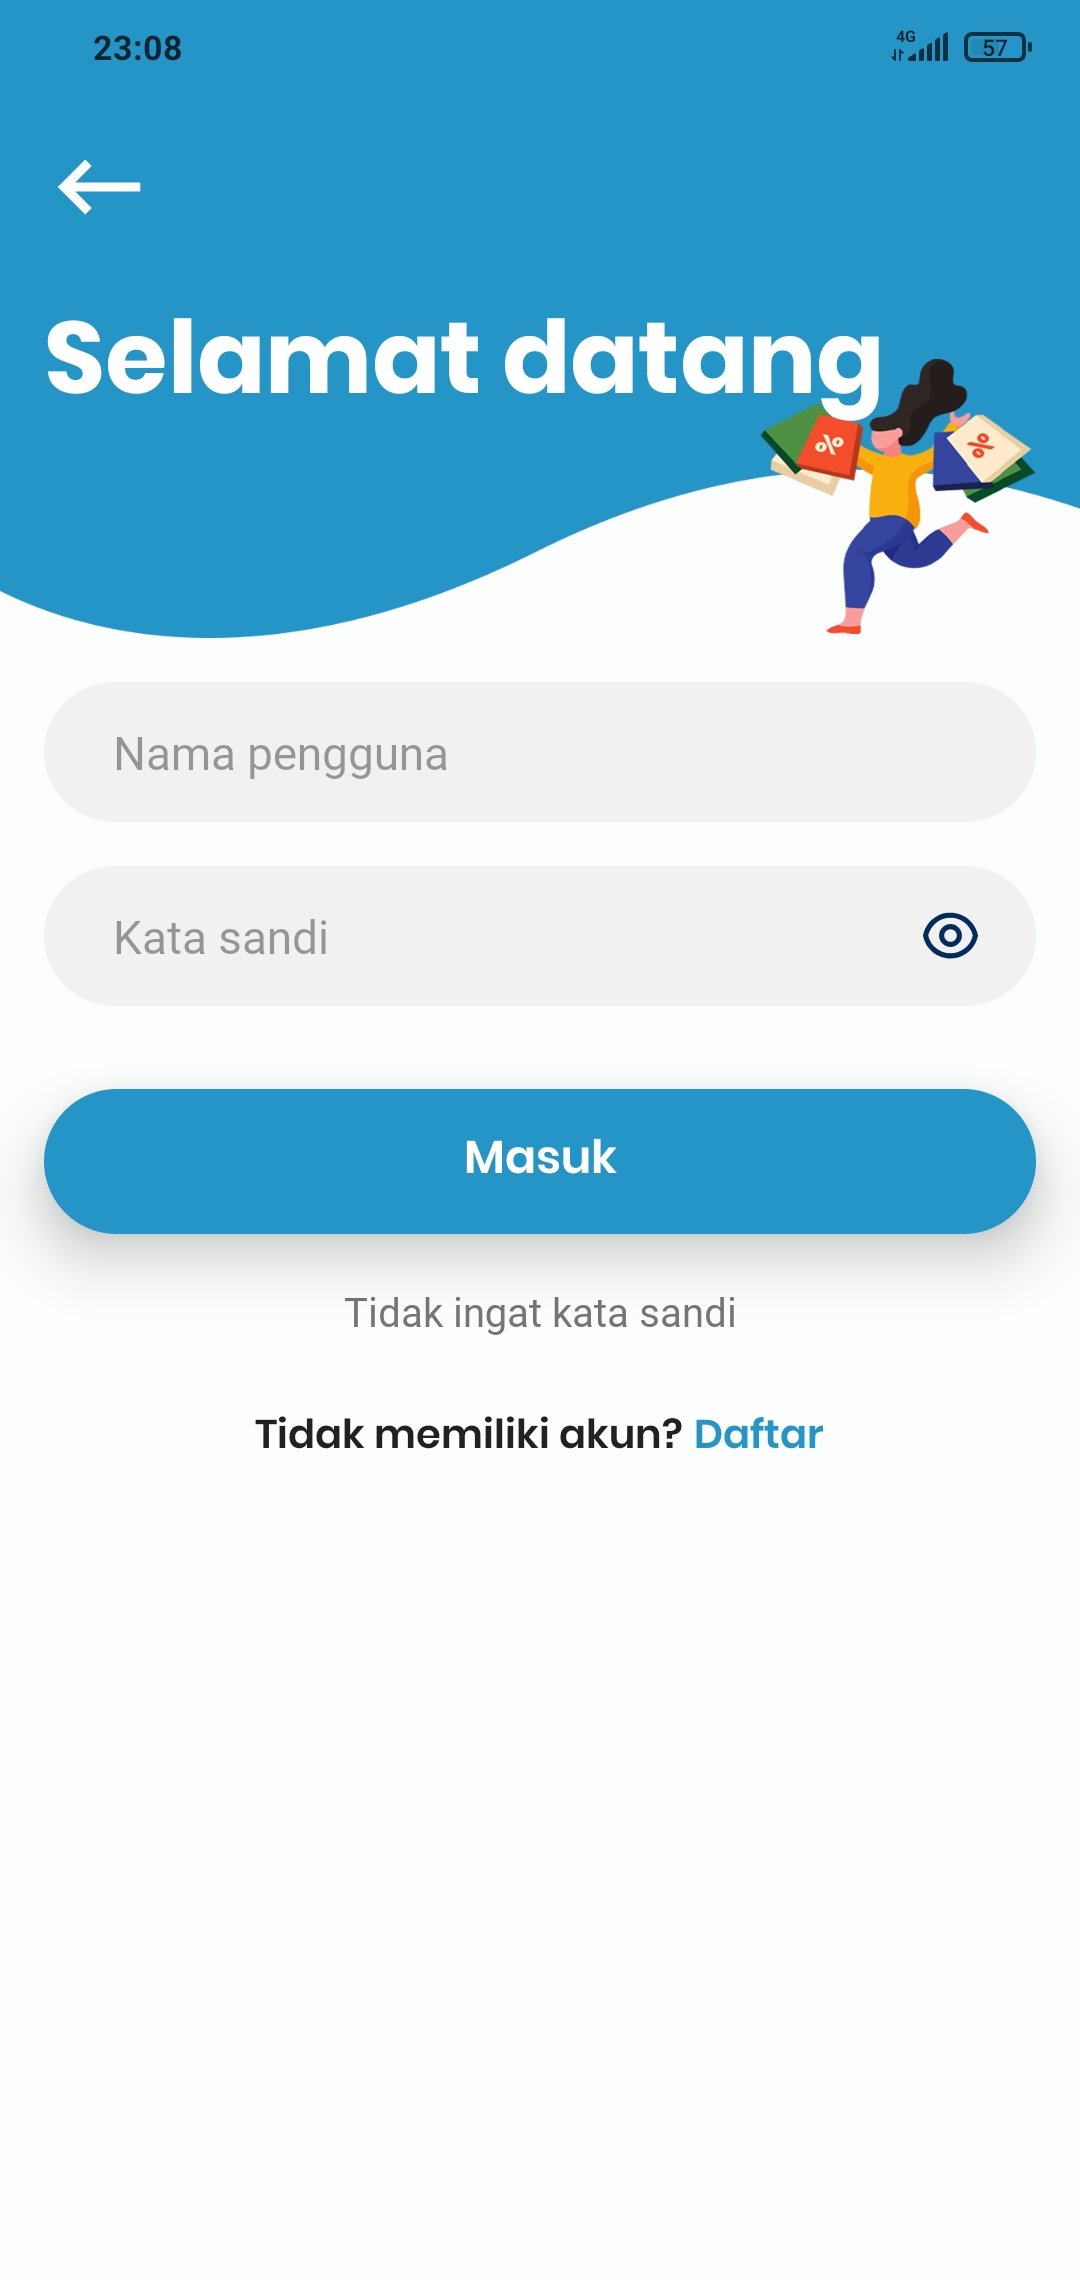 23:08
4G
57
Selamat datang
%
%
Nama pengguna
Kata sandi
Masuk
Tidak ingat kata sandi
Tidak memiliki akun? Daftar